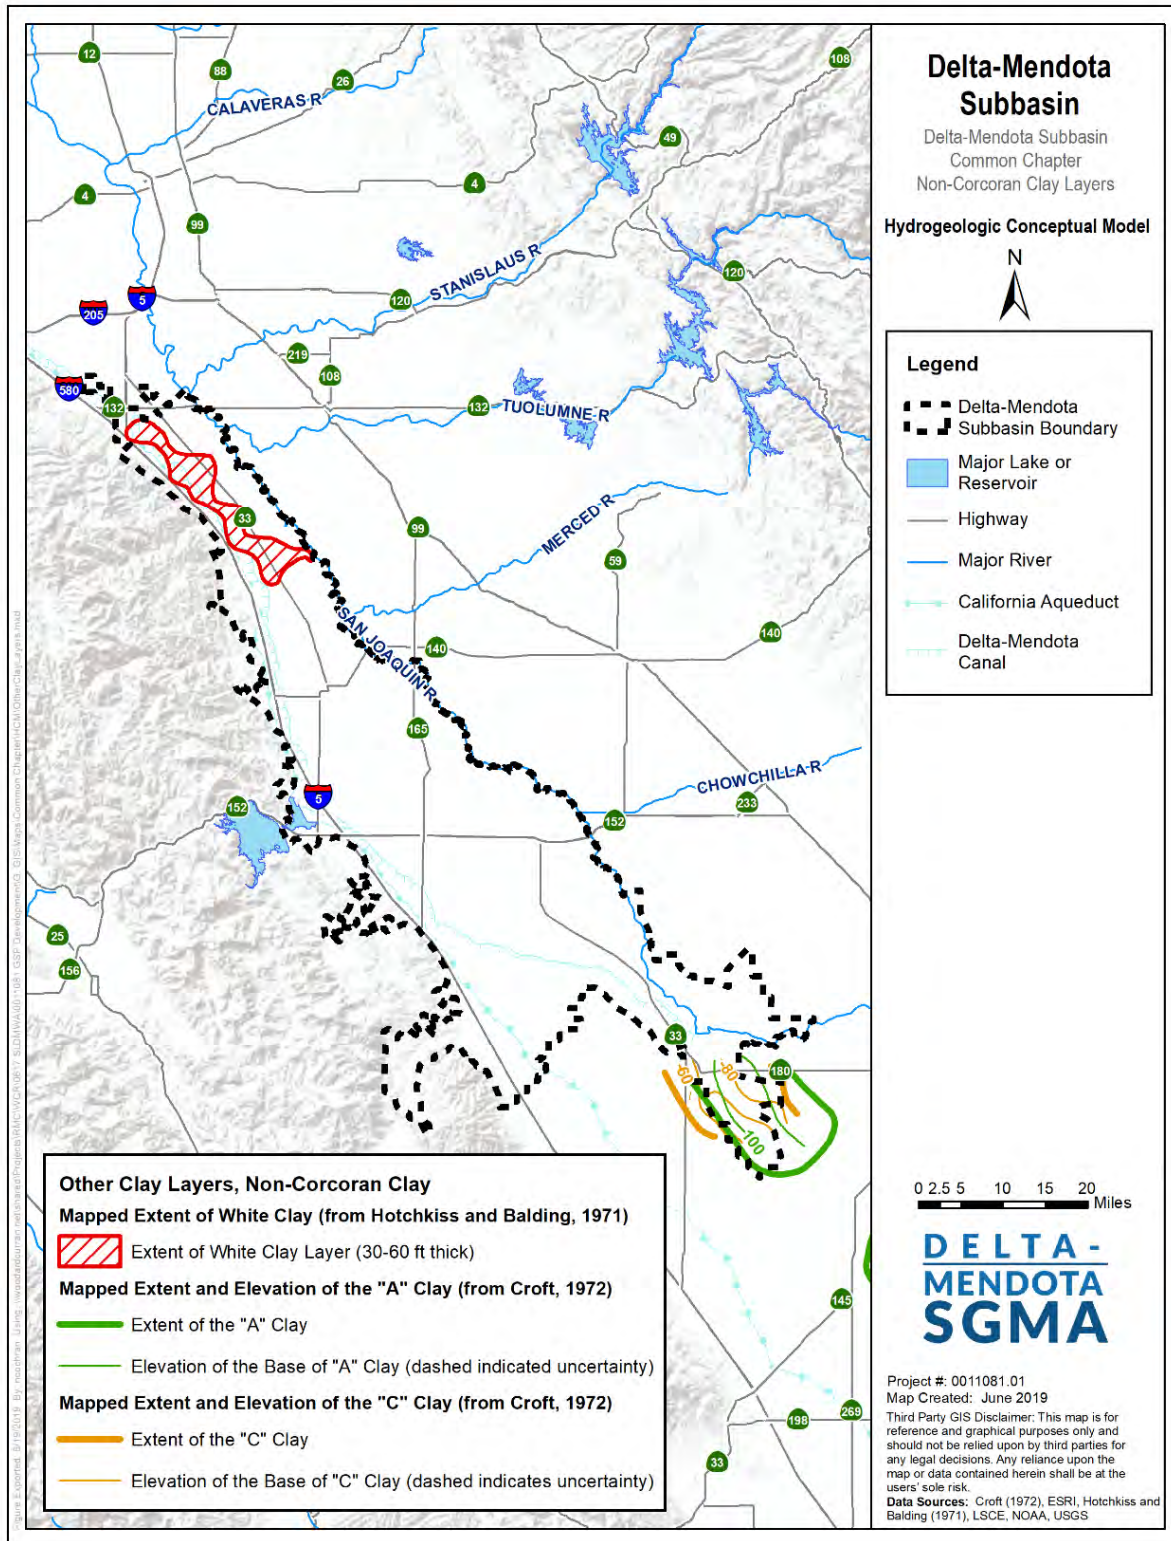 Delta-Mendota
Subbasin
Delta-Mendota Subbasin
Common Chapter
Non-Corcoran Clay Layers
Hydrogeologic Conceptual Model
N
Legend
Delta-Mendota
Subbasin Boundary
Major Lake or
Reservoir
Highway
Major River
California Aqueduct
Delta-Mendota
Canal
0 2.5 5 10 15 20
Miles
DELTA-
MENDOTA
SGMA
Project #: 0011081.01
Map Created: June 2019
Third Party GIS Disclaimer: This map is for
reference and graphical purposes only and
should not be relied upon by third parties for
any legal decisions. Any reliance upon the
map or data contained herein shall be at the
users' sole risk.
Data Sources: Croft (1972), ESRI, Hotchkiss and
Balding (1971), LSCE, NOAA, USGS
12
88
26
108
CALAVERAS R
49
4
4
99
STANISLAUS R
120
5
205
120
219
108
580
132
132
TUOLUMNE R
33
99
MERCED R
59
SAN JOAQUIN R
140
140
165
CHOWCHILLA R
5
152
233
152
25
156
33
180
-60
-80
100
145
269
198
33
Other Clay Layers, Non-Corcoran Clay
Mapped Extent of White Clay (from Hotchkiss and Balding, 1971)
Extent of White Clay Layer (30-60 ft thick)
Mapped Extent and Elevation of the "A" Clay (from Croft, 1972)
Extent of the "A" Clay
Elevation of the Base of "A" Clay (dashed indicated uncertainty)
Mapped Extent and Elevation of the "C" Clay (from Croft, 1972)
Extent of the "C" Clay
Elevation of the Base of "C" Clay (dashed indicates uncertainty)